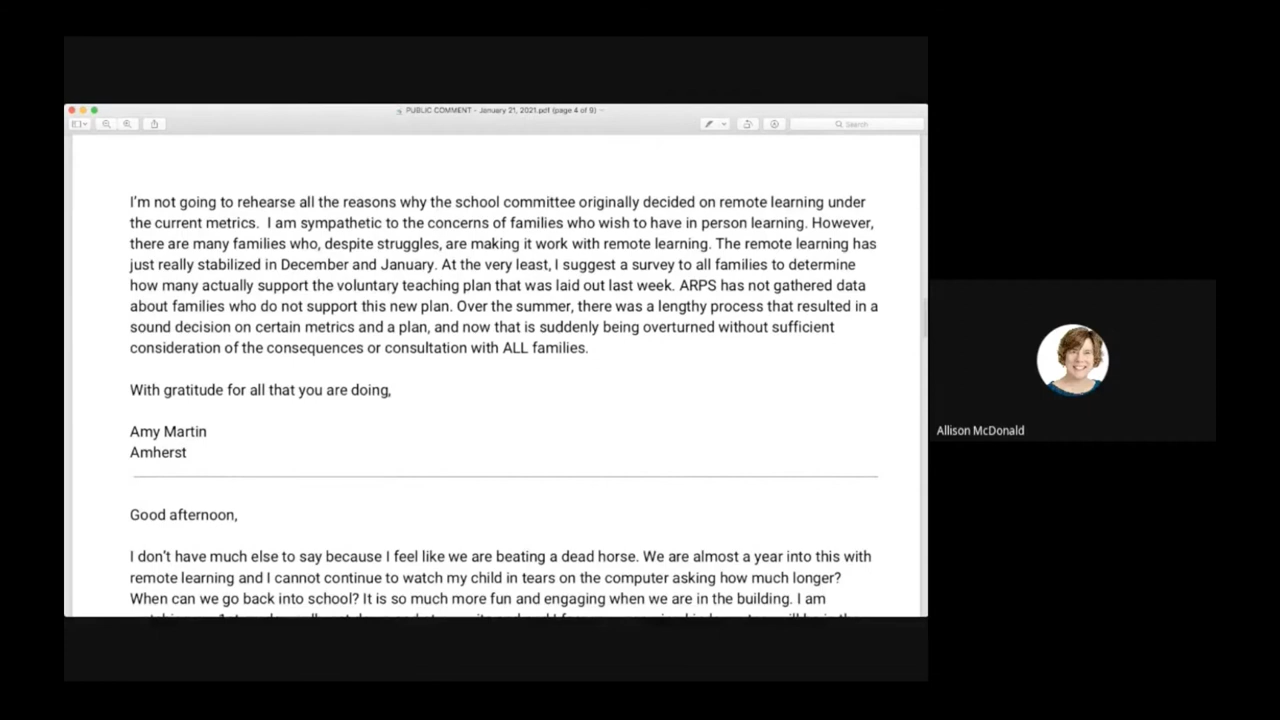 PUBLIC COMMENT - January 21, 2021.pdf (page 4 of 9)
Search
I'm not going to rehearse all the reasons why the school committee originally decided on remote learning under
the current metrics.  I am sympathetic to the concerns of families who wish to have in person learning. However,
there are many families who, despite struggles, are making it work with remote learning. The remote learning has
just really stabilized in December and January. At the very least, I suggest a survey to all families to determine
how many actually support the voluntary teaching plan that was laid out last week. ARPS has not gathered data
about families who do not support this new plan. Over the summer, there was a lengthy process that resulted in a
sound decision on certain metrics and a plan, and now that is suddenly being overturned without sufficient
consideration of the consequences or consultation with ALL families.
With gratitude for all that you are doing,
Amy Martin
Amherst
Good afternoon,
I don't have much else to say because I feel like we are beating a dead horse. We are almost a year into this with
remote learning and I cannot continue to watch my child in tears on the computer asking how much longer?
When can we go back into school? It is so much more fun and engaging when we are in the building. I am
Allison McDonald